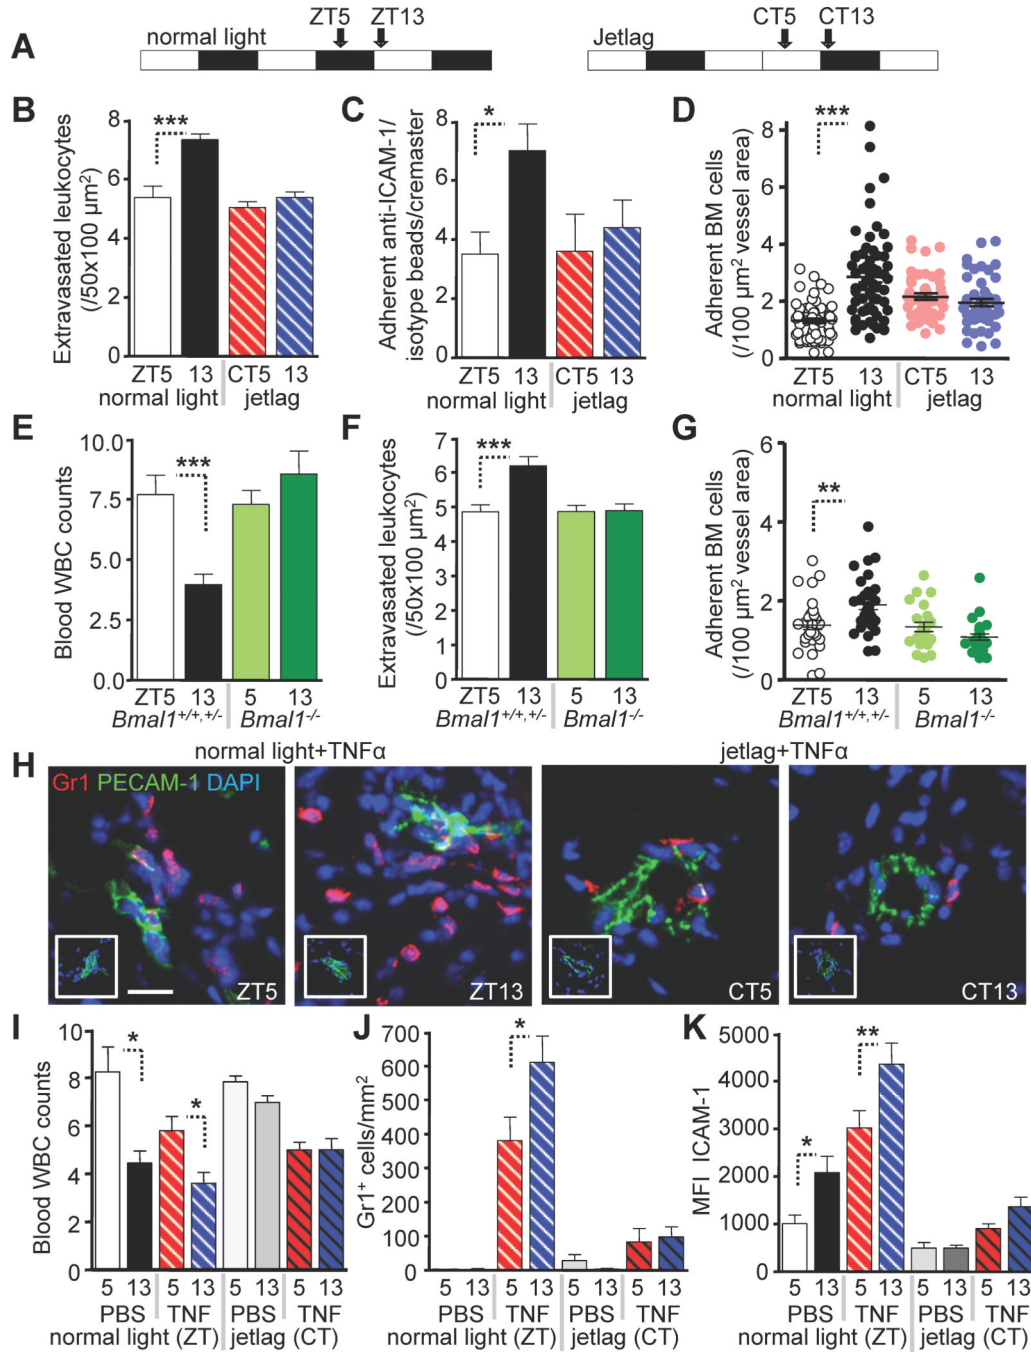 A
normal light
ZT5
ZT13
Jetlag
CT5
CT13
B
Extravasated leukocytes
(/50x100 µm²)
8
6
4
2
0
***
ZT5 13 CT5 13
normal light jetlag
C
Adherent anti-ICAM-1/
isotype beads/cremaster
8
6
4
2
0
*
ZT5 13 CT5 13
normal light jetlag
D
Adherent BM cells
(/100 µm² vessel area)
8
6
4
2
0
***
ZT5 13 CT5 13
normal light jetlag
E
Blood WBC counts
10.0
7.5
5.0
2.5
0.0
***
ZT5 13 5 13
Bmal1+/+,+/- Bmal1-/-
F
Extravasated leukocytes
(/50x100 µm²)
7
6
5
4
3
2
1
0
***
ZT5 13 5 13
Bmal1+/+,+/- Bmal1-/-
G
Adherent BM cells
(/100 µm² vessel area)
6
4
2
0
**
ZT5 13 5 13
Bmal1+/+,+/- Bmal1-/-
H
normal light+TNFα
jetlag+TNFα
Gr1 PECAM-1 DAPI
ZT5
ZT13
CT5
CT13
I
Blood WBC counts
10
8
6
4
2
0
*
*
5 13 5 13 5 13 5 13
PBS TNF PBS TNF
normal light (ZT) jetlag (CT)
J
Gr1+ cells/mm²
700
600
500
400
300
200
100
0
*
5 13 5 13 5 13 5 13
PBS TNF PBS TNF
normal light (ZT) jetlag (CT)
K
MFI ICAM-1
5000
4000
3000
2000
1000
0
*
**
5 13 5 13 5 13 5 13
PBS TNF PBS TNF
normal light (ZT) jetlag (CT)